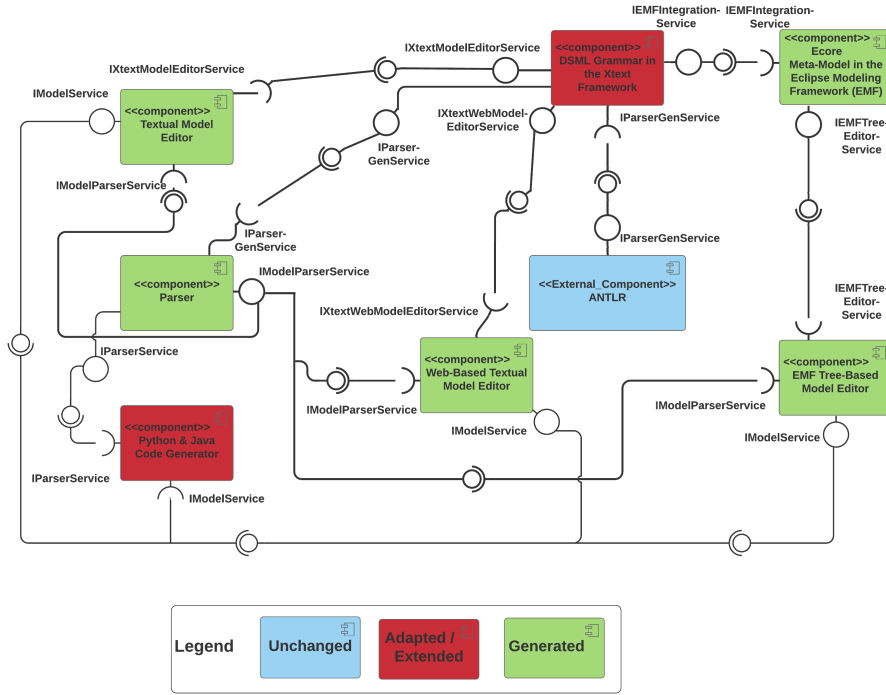 IEMFIntegration-
Service
IEMFIntegration-
Service
IXtextModelEditorService
<<component>>
DSML Grammar in
the Xtext
Framework
<<component>>
Ecore
Meta-Model in the
Eclipse Modeling
Framework (EMF)
IXtextModelEditorService
IModelService
<<component>>
Textual Model
Editor
IXtextWebModel-
EditorService
IParserGenService
IEMFTree-
Editor-
Service
IParser-
GenService
IModelParserService
IParser-
GenService
IParserGenService
<<component>>
Parser
IModelParserService
<<External_Component>>
ANTLR
IEMFTree-
Editor-
Service
IXtextWebModelEditorService
IParserService
<<component>>
Web-Based Textual
Model Editor
<<component>>
EMF Tree-Based
Model Editor
IModelParserService
IModelParserService
<<component>>
Python & Java
Code Generator
IModelService
IModelService
IParserService
IModelService
Legend
Unchanged
Adapted /
Extended
Generated